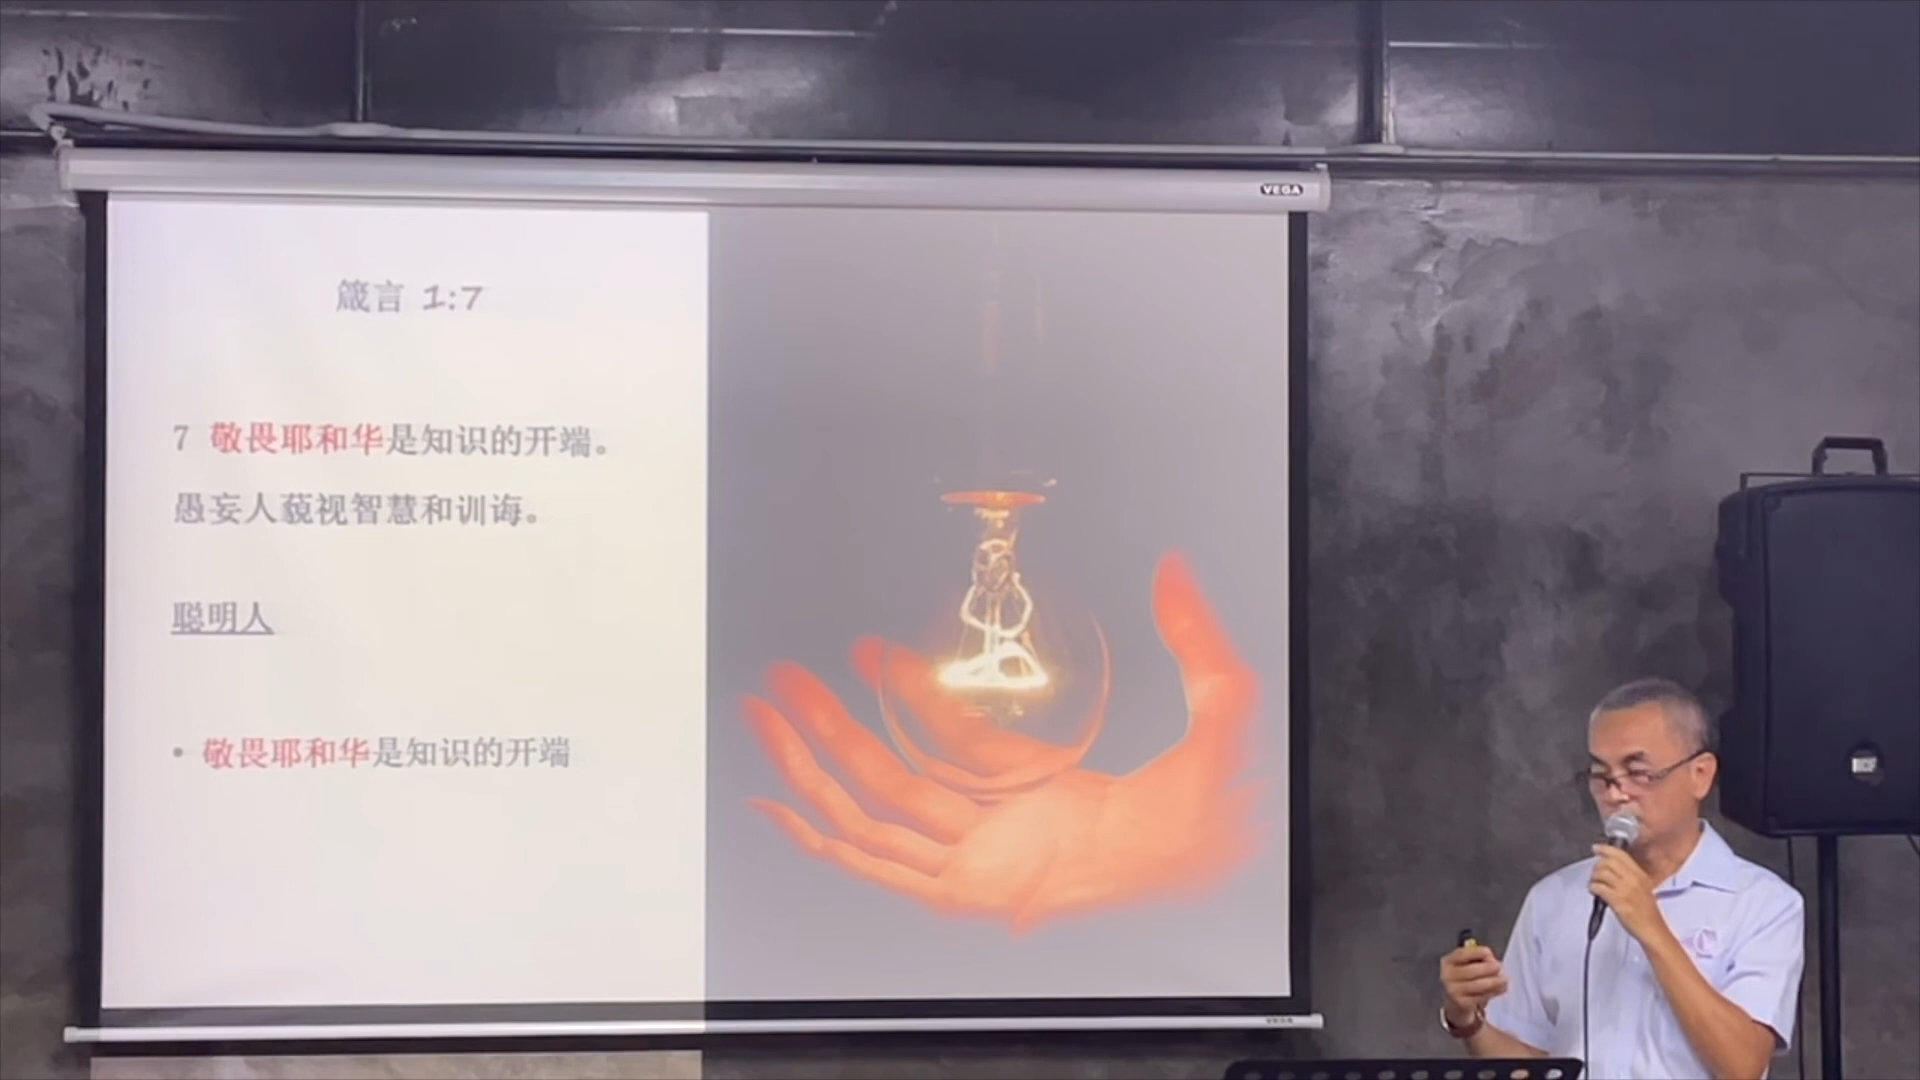 VEGA
箴言 1:7
7 敬畏耶和华是知识的开端。
愚妄人藐视智慧和训诲。
聪明人
• 敬畏耶和华是知识的开端
VEGA